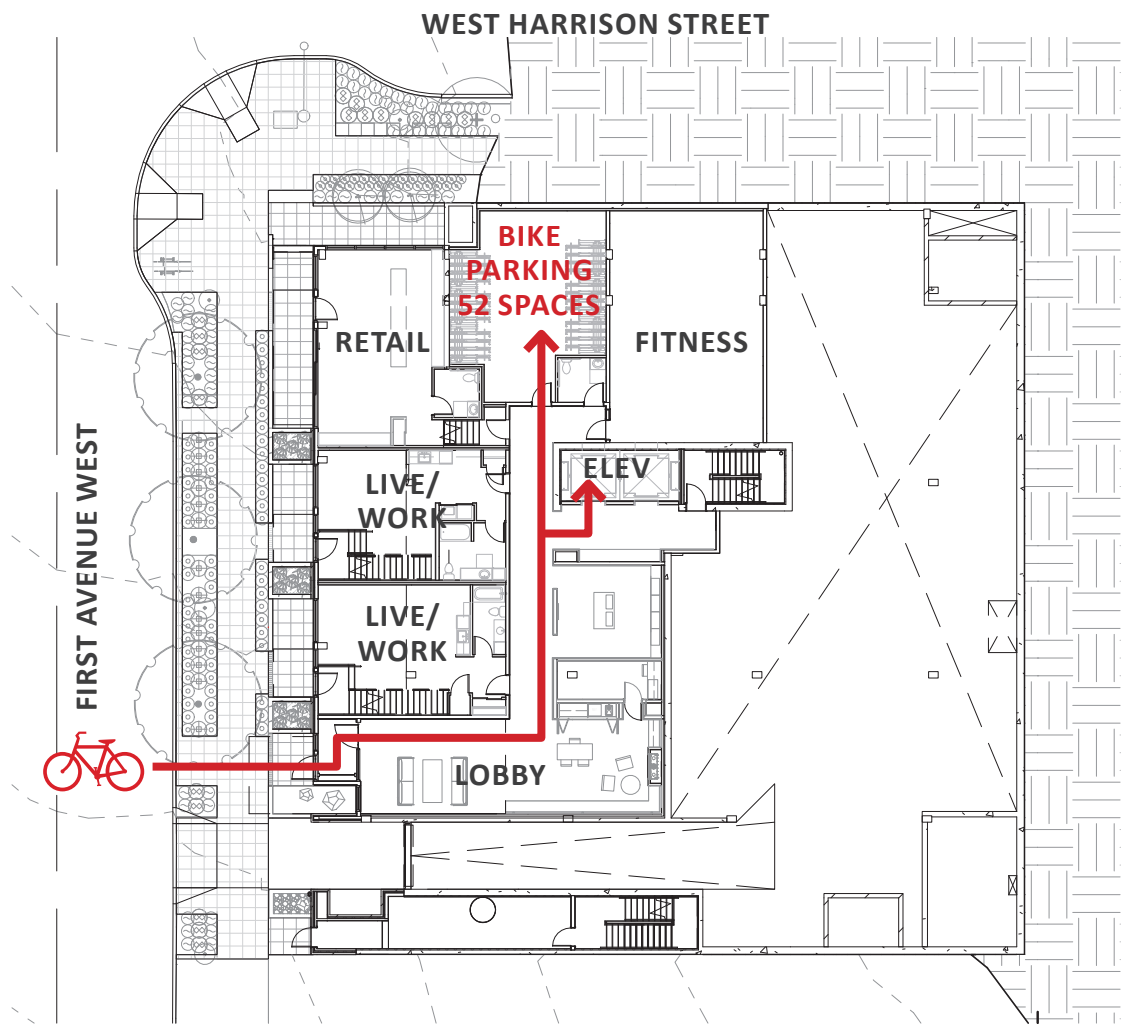 WEST HARRISON STREET
BIKE
PARKING
52 SPACES
RETAIL
FITNESS
ELEV
LIVE/
WORK
LIVE/
WORK
FIRST AVENUE WEST
LOBBY